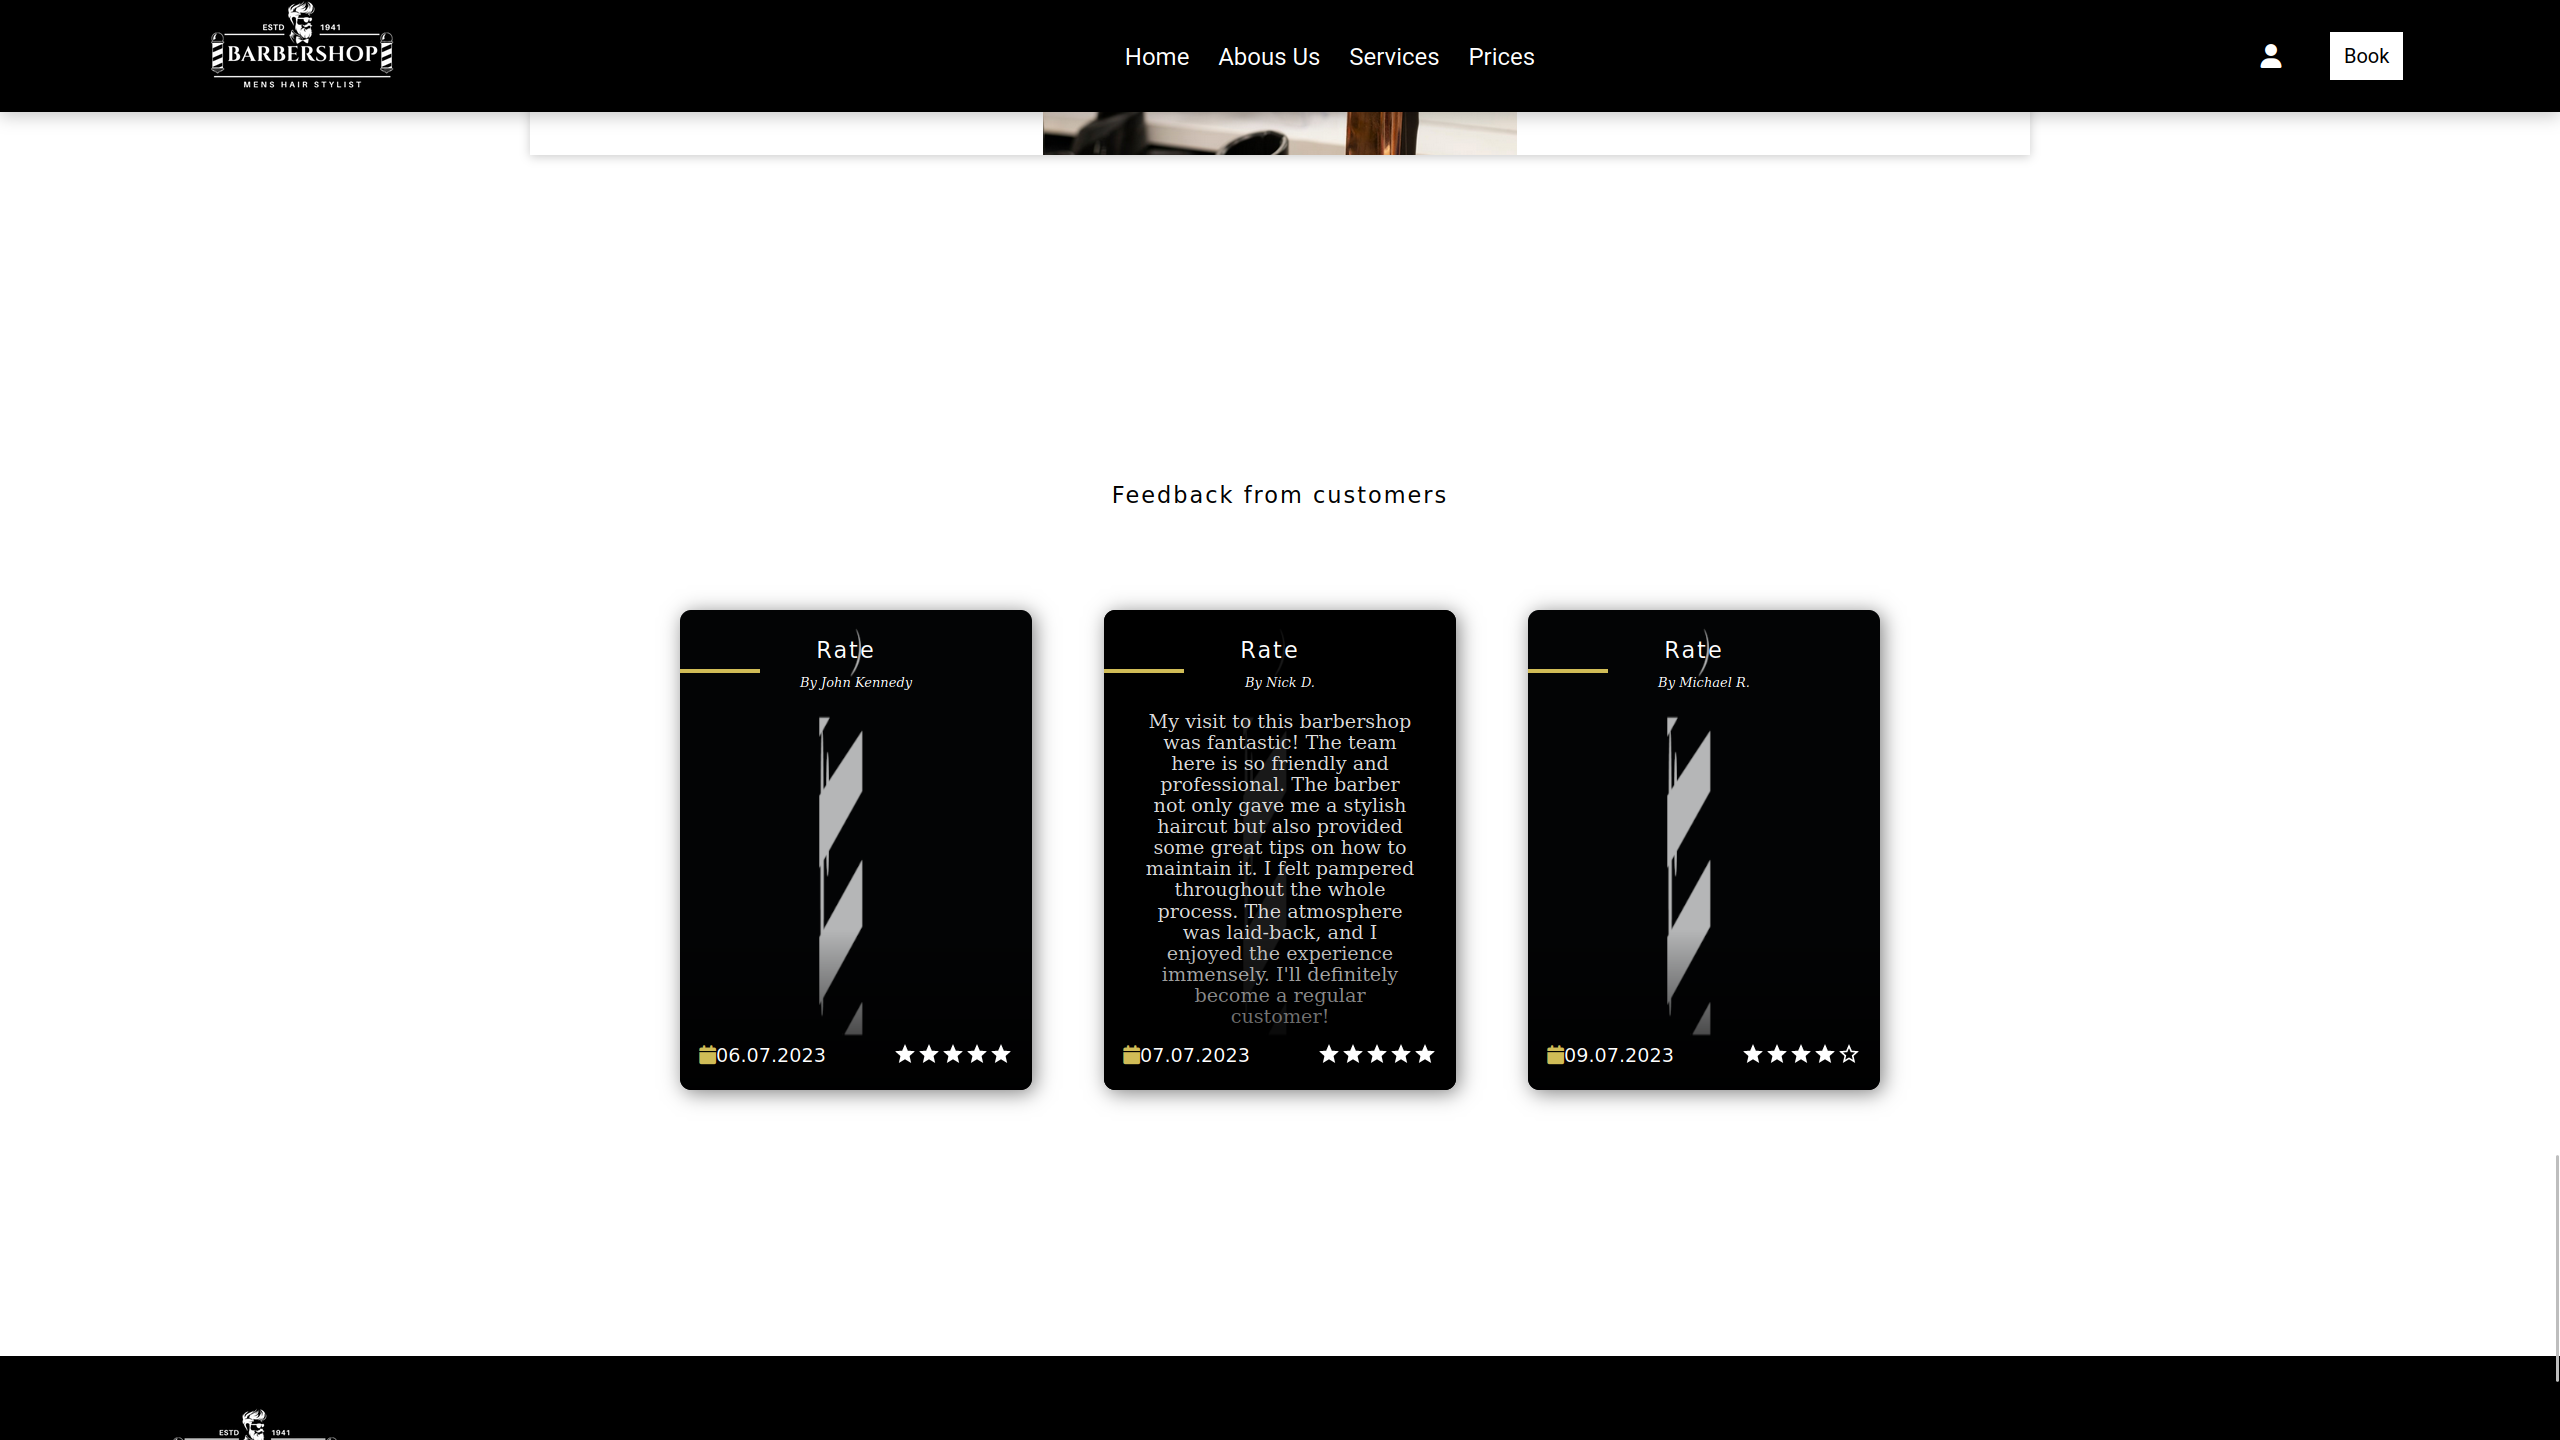 ESTD 1941
BARBERSHOP
MENS HAIR STYLIST
Home Abous Us Services Prices
Book
Feedback from customers
Rate
By John Kennedy
06.07.2023
Rate
By Nick D.
My visit to this barbershop
was fantastic! The team
here is so friendly and
professional. The barber
not only gave me a stylish
haircut but also provided
some great tips on how to
maintain it. I felt pampered
throughout the whole
process. The atmosphere
was laid-back, and I
enjoyed the experience
immensely. I'll definitely
become a regular
customer!
07.07.2023
Rate
By Michael R.
09.07.2023
ESTD 1941